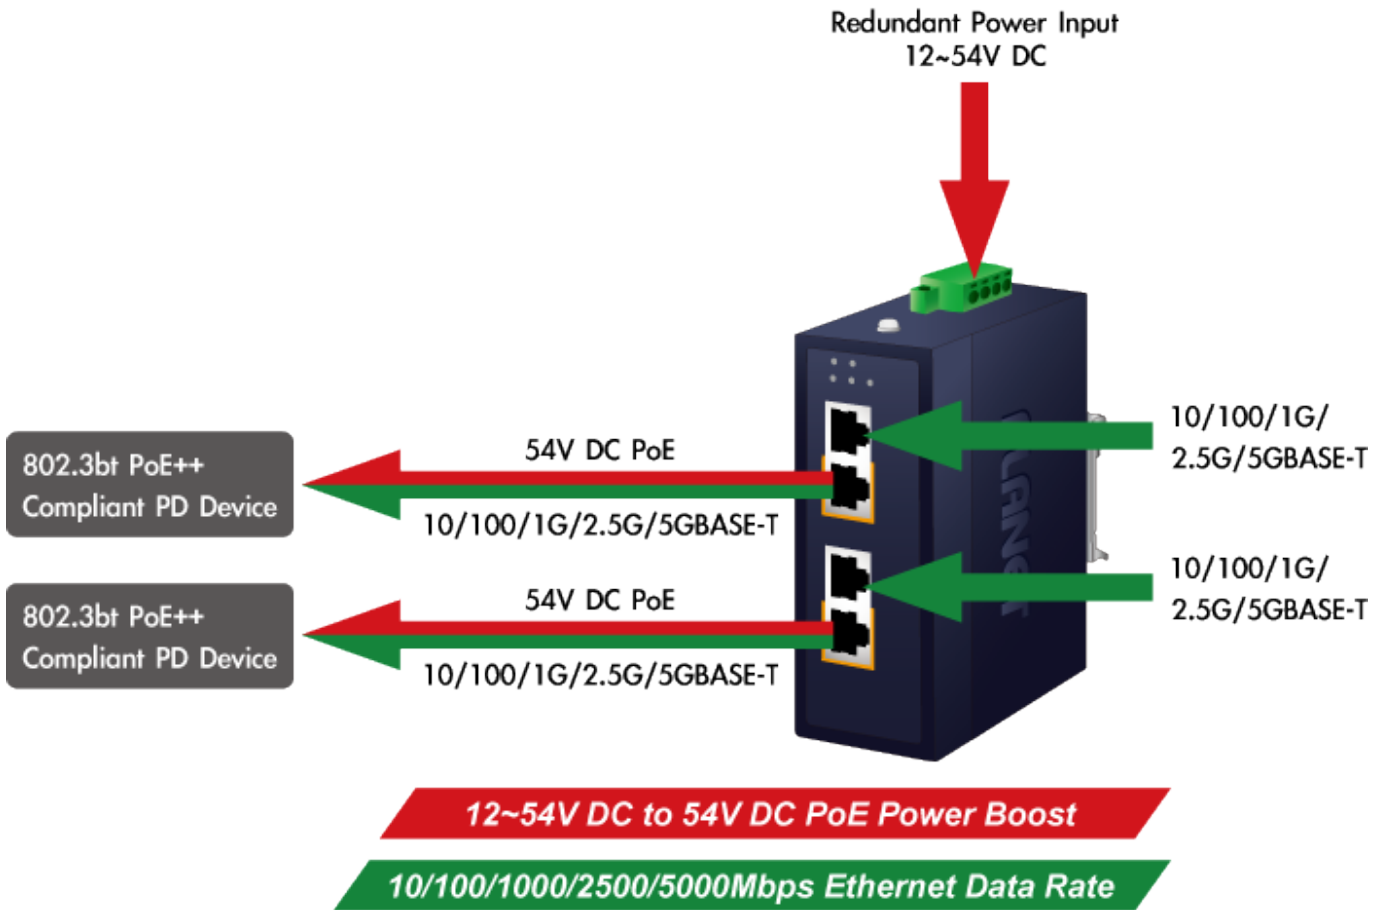 Redundant Power Input
12~54V DC
10/100/1G/
2.5G/5GBASE-T
54V DC PoE
802.3bt PoE++
Compliant PD Device
10/100/1G/2.5G/5GBASE-T
PLANET
10/100/1G/
2.5G/5GBASE-T
54V DC PoE
802.3bt PoE++
Compliant PD Device
10/100/1G/2.5G/5GBASE-T
12~54V DC to 54V DC PoE Power Boost
10/100/1000/2500/5000Mbps Ethernet Data Rate